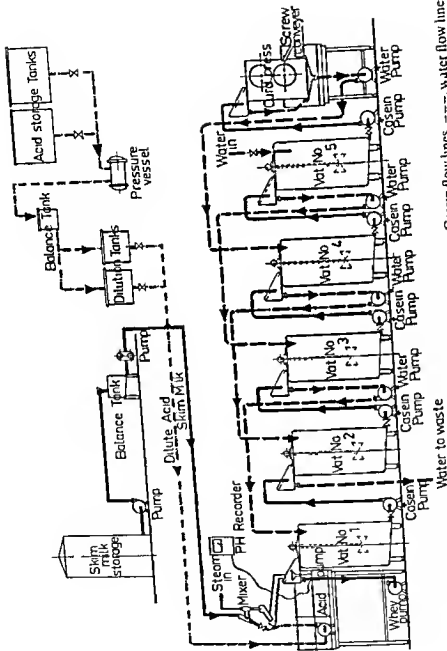 Acid storage Tanks
Pressure
vessel
Balance
Tank
Dilution Tanks
Balance Tank
Pump
Pump
Skim
milk
storage
Dilute Acid
Skim Milk
Steam
in
PH Recorder
Mixer
Acid
pump
Whey
pump
Vat No
1
Casein
Pump
Water to waste
Vat No
2
Casein
Pump
Water
Pump
Vat No
3
Casein
Pump
Water
Pump
Vat No
4
Casein
Pump
Water
Pump
Vat No
5
Water
in
Casein
Pump
Water
Pump
Curd press
Screw
conveyer
flow lines
Water flow line